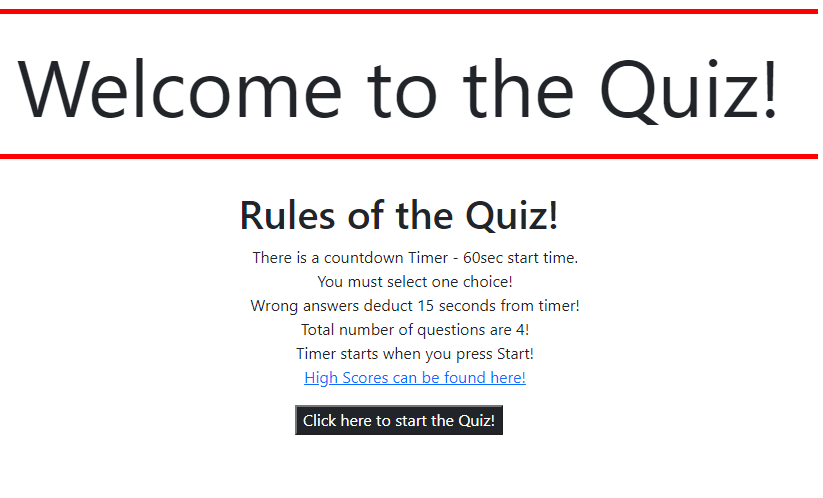 Welcome to the Quiz!
Rules of the Quiz!
There is a countdown Timer - 60sec start time.
You must select one choice!
Wrong answers deduct 15 seconds from timer!
Total number of questions are 4!
Timer starts when you press Start!
High Scores can be found here!
Click here to start the Quiz!